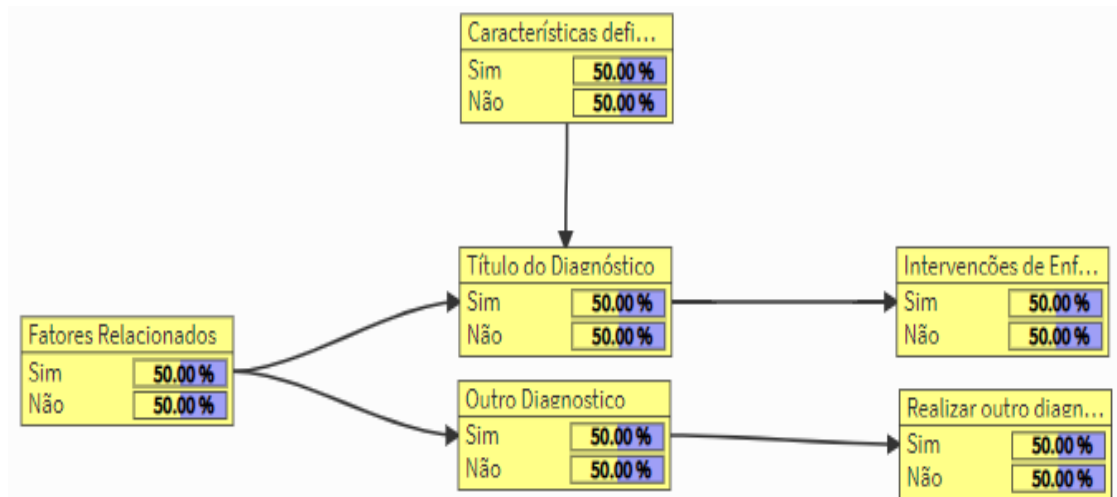 Características defi...
Sim 50.00 %
Não 50.00 %
Título do Diagnóstico
Sim 50.00 %
Não 50.00 %
Intervenções de Enf...
Sim 50.00 %
Não 50.00 %
Fatores Relacionados
Sim 50.00 %
Não 50.00 %
Outro Diagnostico
Sim 50.00 %
Não 50.00 %
Realizar outro diagn...
Sim 50.00 %
Não 50.00 %